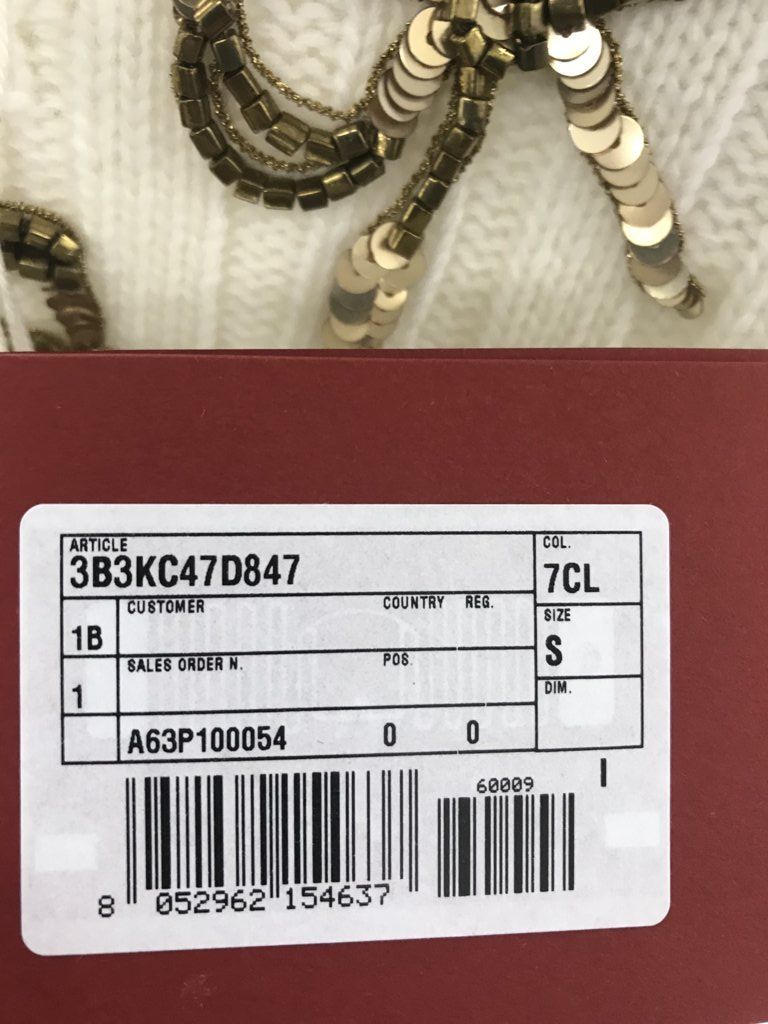 ARTICLE
3B3KC47D847
COL.
7CL
1B
CUSTOMER
COUNTRY
REG.
SIZE
S
1
SALES ORDER N.
POS.
DIM.
A63P100054
0
0
I
60009
8 052962 154637